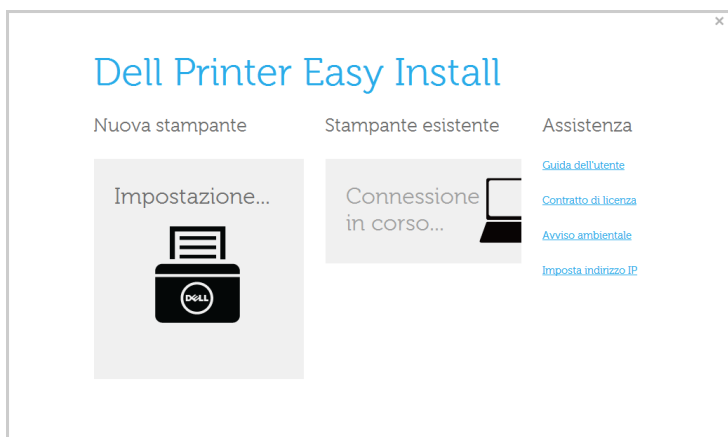 ×
Dell Printer Easy Install
Nuova stampante
Impostazione...
DELL
Stampante esistente
Connessione
in corso...
Assistenza
Guida dell'utente
Contratto di licenza
Avviso ambientale
Imposta indirizzo IP